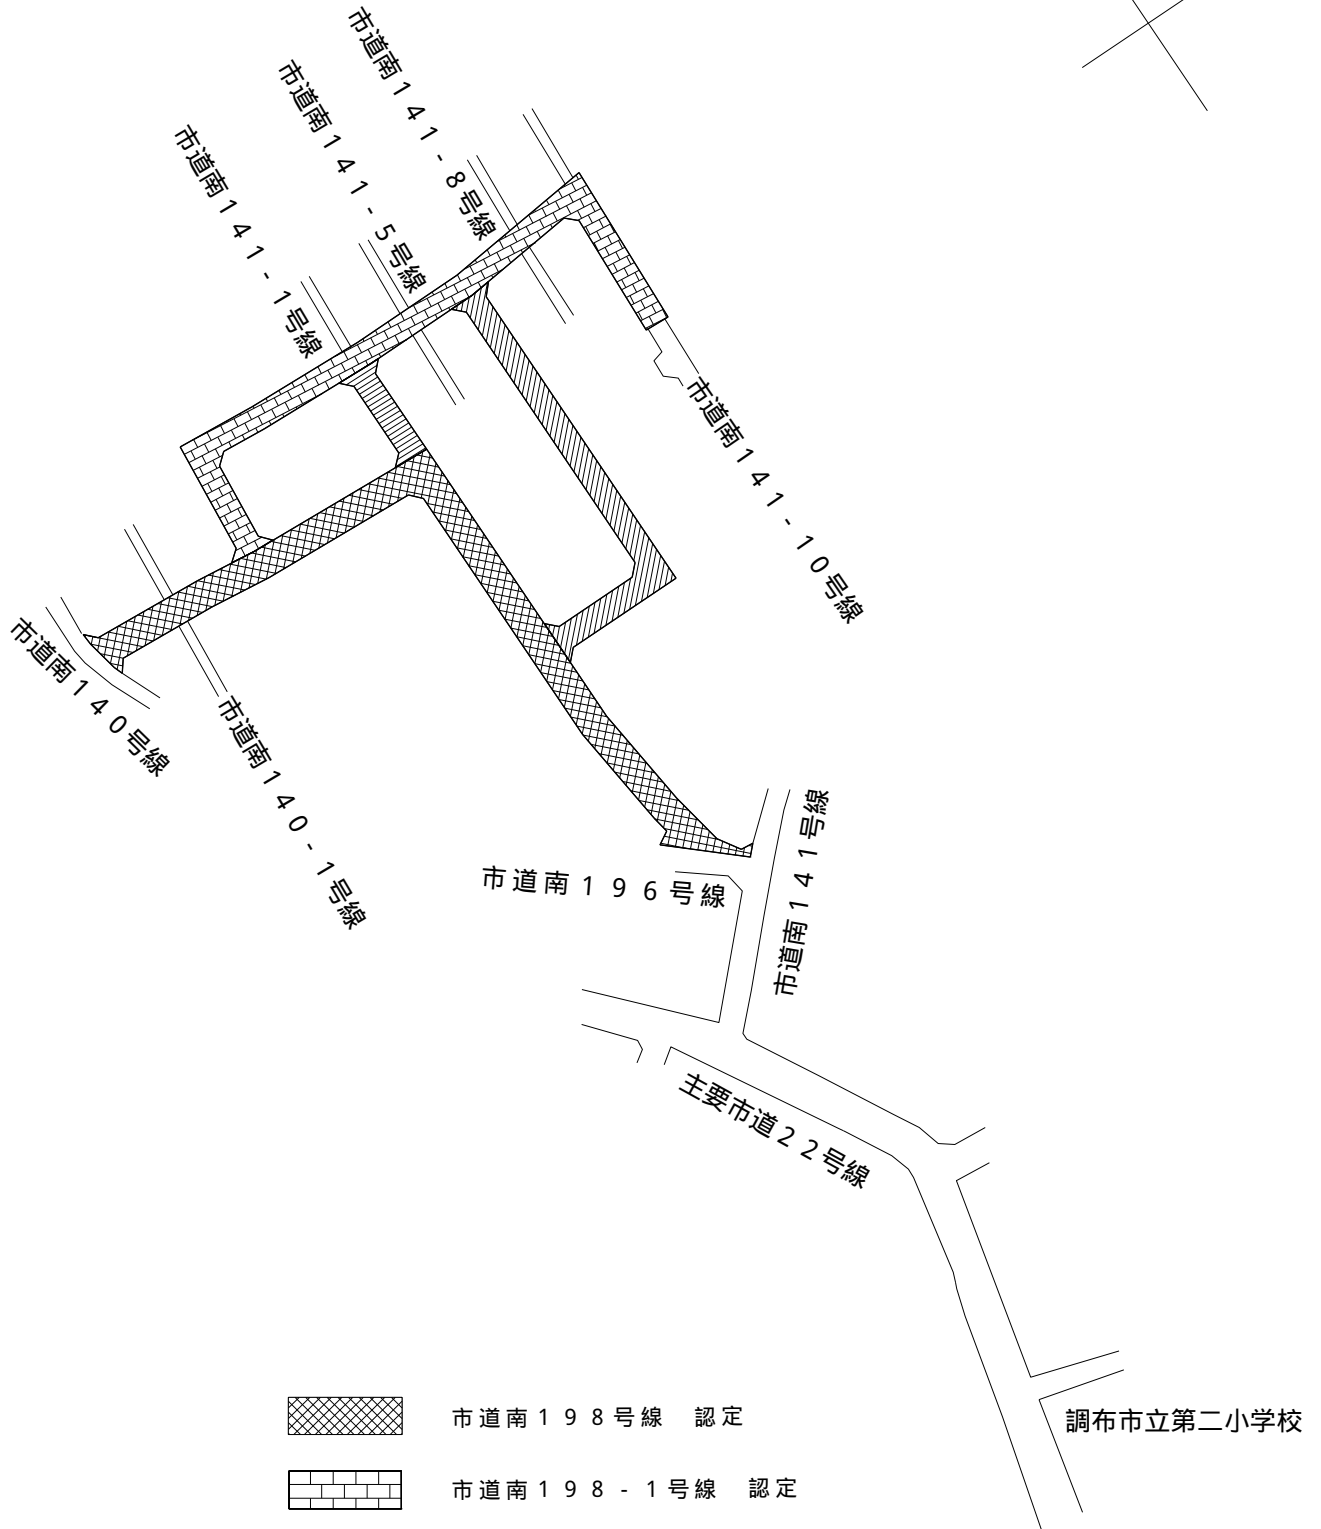 市道南１４１‐８号線
市道南１４１‐５号線
市道南１４１‐１号線
市道南１４１‐１０号線
市道南１４０号線
市道南１４０‐１号線
市道南１４１号線
市道南１９６号線
主要市道２２号線
調布市立第二小学校
市道南１９８号線　認定
市道南１９８‐１号線　認定